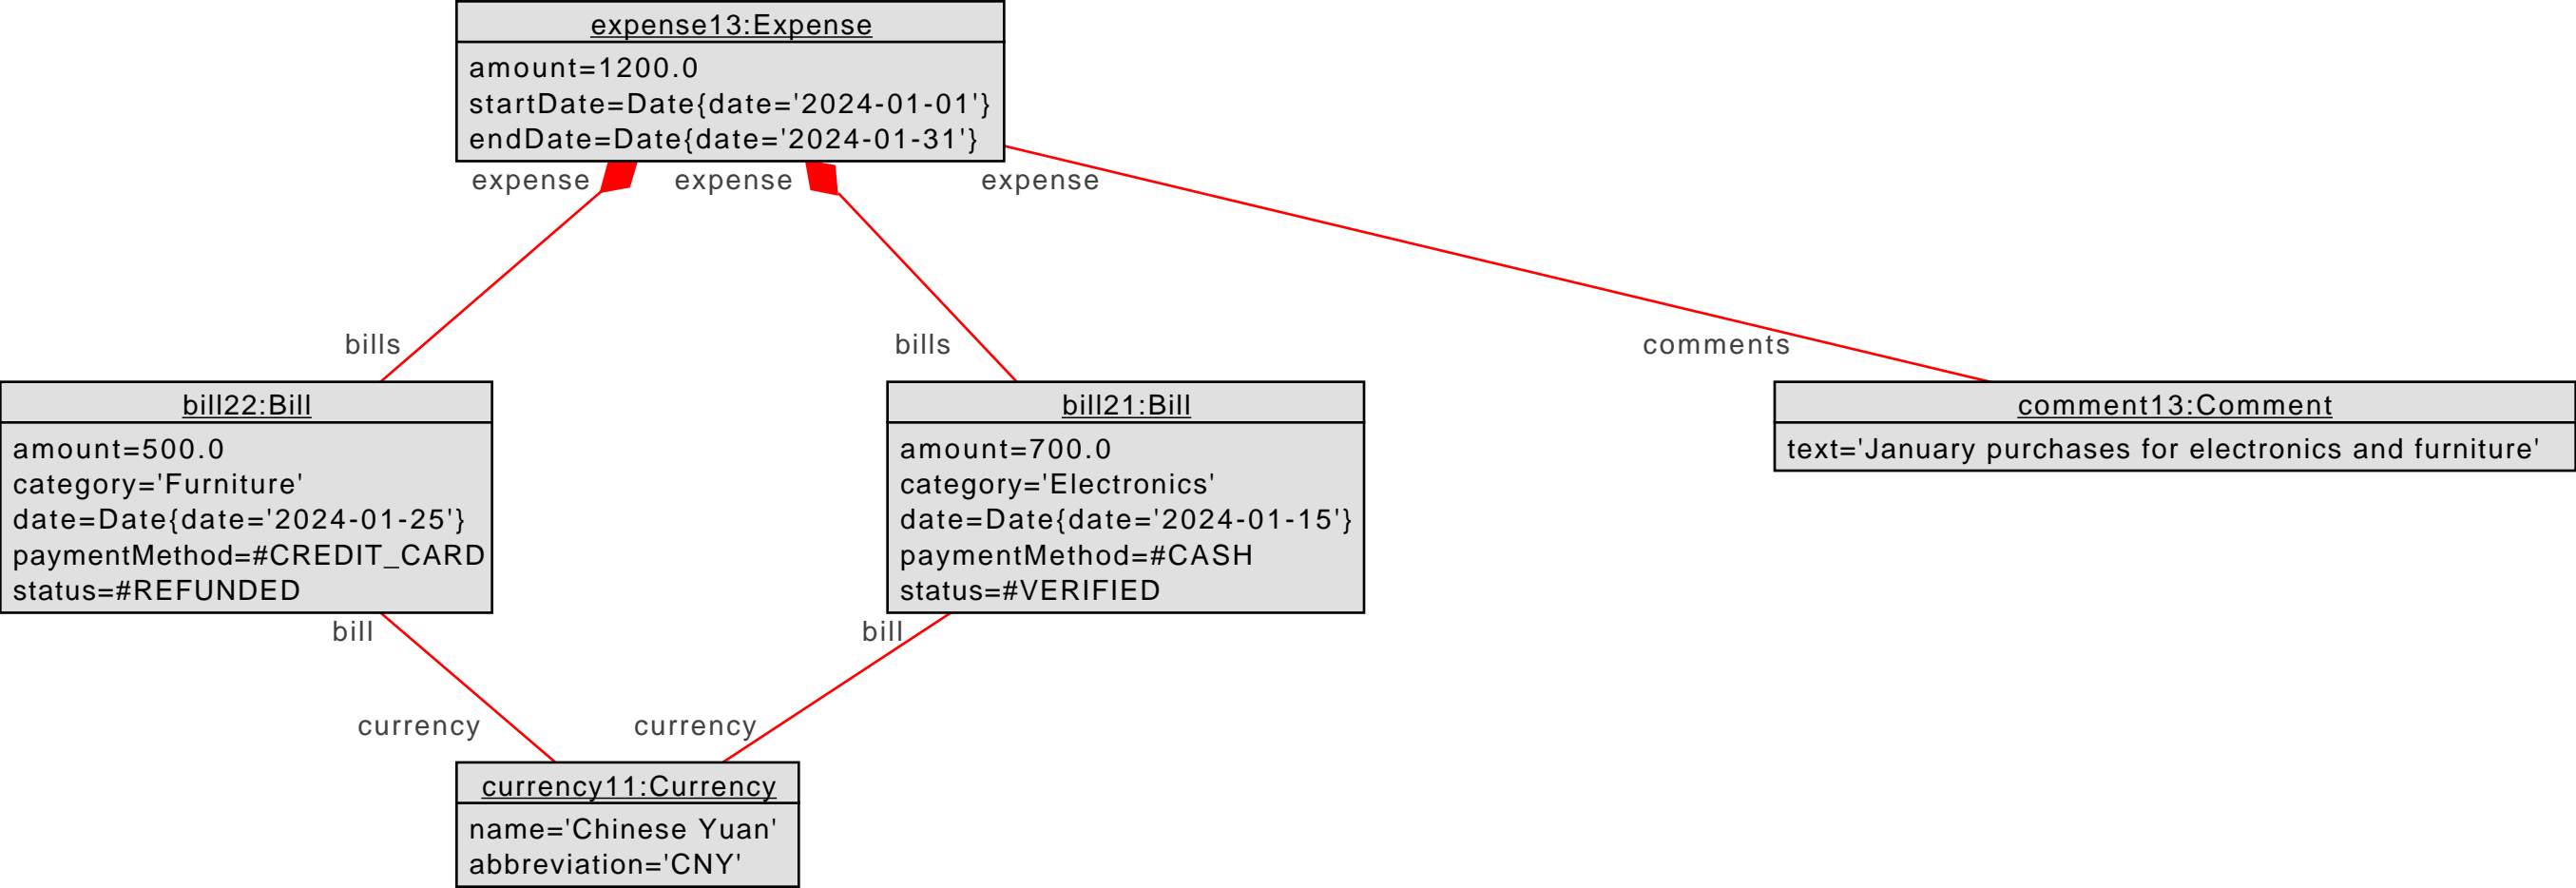 expense13:Expense
amount=1200.0
startDate=Date{date='2024-01-01'}
endDate=Date{date='2024-01-31'}
expense
expense
expense
bills
bills
comments
bill22:Bill
amount=500.0
category='Furniture'
date=Date{date='2024-01-25'}
paymentMethod=#CREDIT_CARD
status=#REFUNDED
bill21:Bill
amount=700.0
category='Electronics'
date=Date{date='2024-01-15'}
paymentMethod=#CASH
status=#VERIFIED
comment13:Comment
text='January purchases for electronics and furniture'
bill
bill
currency
currency
currency11:Currency
name='Chinese Yuan'
abbreviation='CNY'